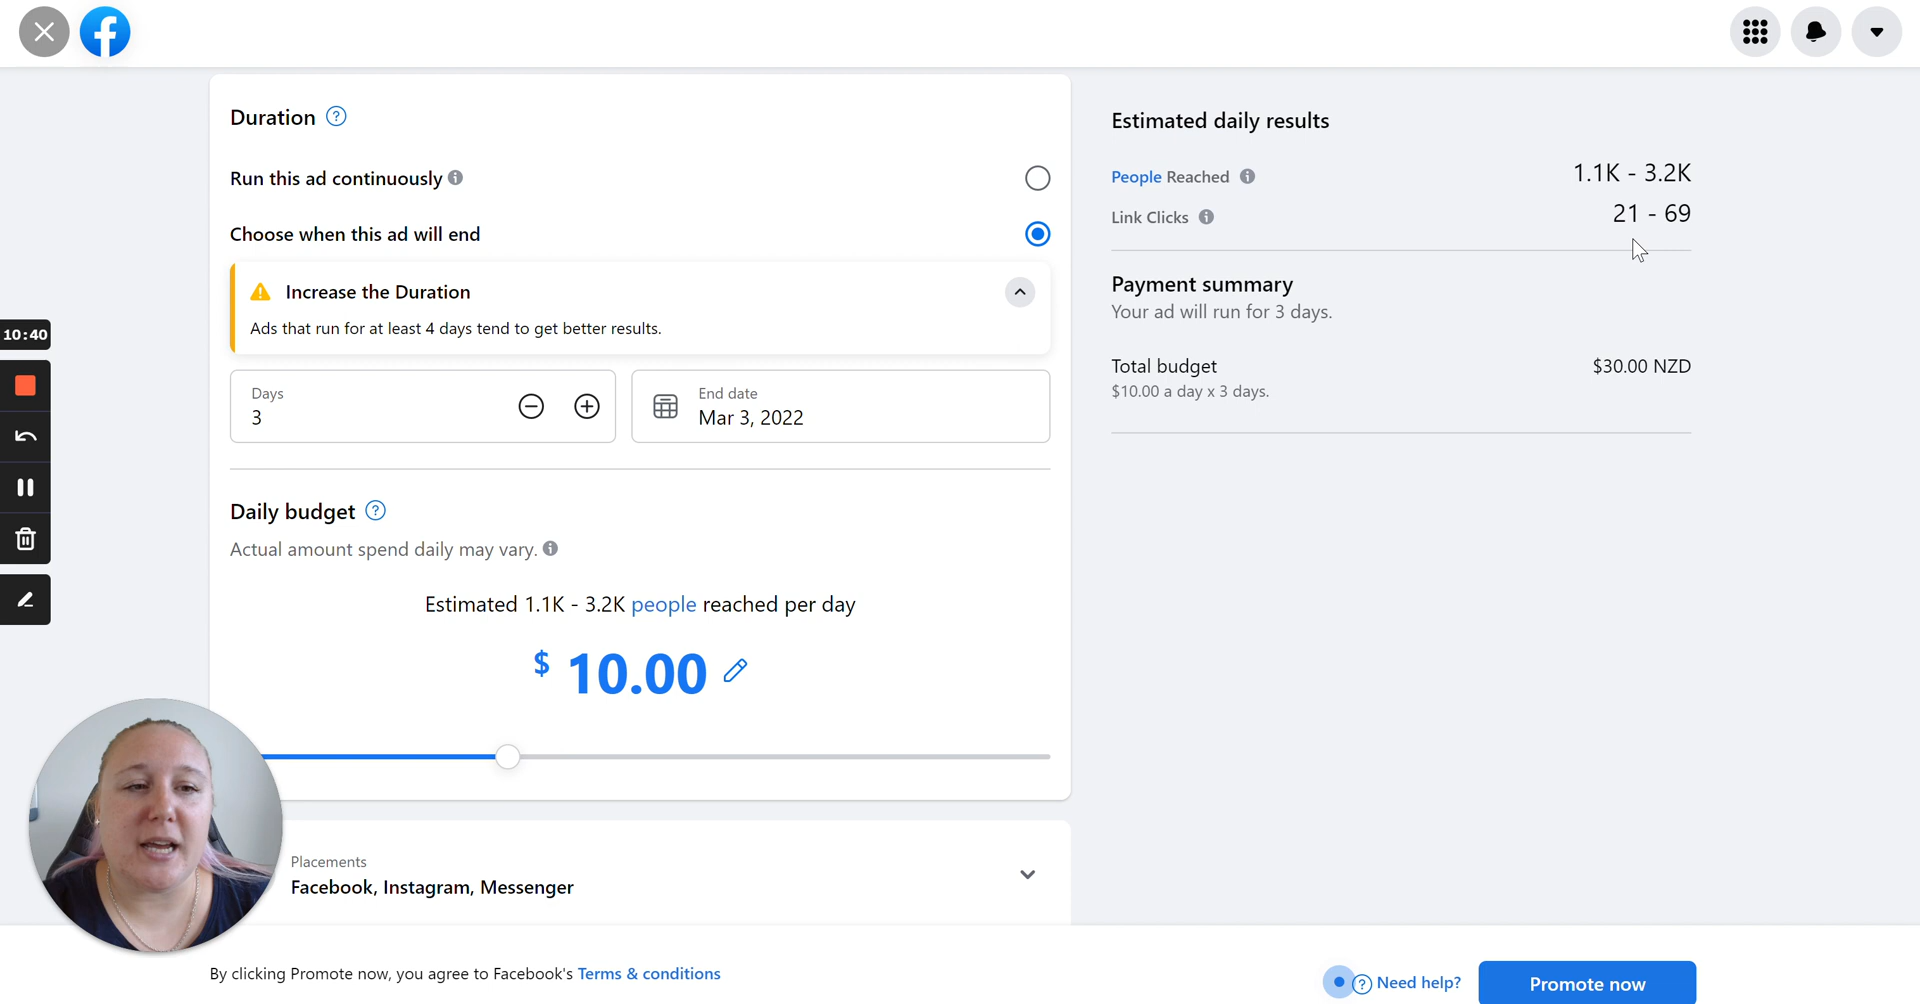 Duration
Run this ad continuously
Choose when this ad will end
Increase the Duration
Ads that run for at least 4 days tend to get better results.
Days
3
End date
Mar 3, 2022
Daily budget
Actual amount spend daily may vary.
Estimated 1.1K - 3.2K people reached per day
$ 10.00
Placements
Facebook, Instagram, Messenger
By clicking Promote now, you agree to Facebook's Terms & conditions
Estimated daily results
People Reached 1.1K - 3.2K
Link Clicks 21 - 69
Payment summary
Your ad will run for 3 days.
Total budget $30.00 NZD
$10.00 a day x 3 days.
Need help?
Promote now
10:40